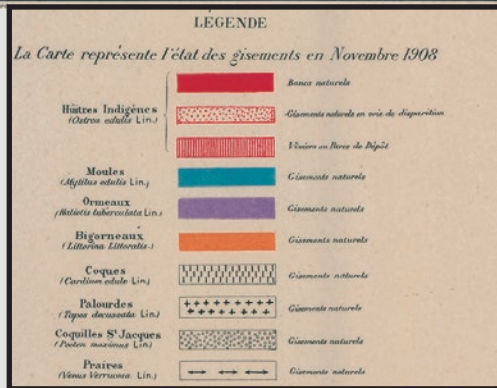 LÉGENDE
La Carte représente l'état des gisements en Novembre 1908
Bancs naturels
Huîtres Indigènes
(Ostrea edulis Lin.)
Gisements naturels en voie de disparition
Viviers ou Parcs de Dépôt
Moules
(Mytilus edulis Lin.)
Gisements naturels
Ormeaux
(Haliotis tuberculata Lin.)
Gisements naturels
Bigorneaux
(Littorina Littoralis.)
Gisements naturels
Coques
(Cardium edule Lin.)
Gisements naturels
Palourdes
(Tapes decussata Lin.)
Gisements naturels
Coquilles St Jacques
(Pecten maximus Lin.)
Gisements naturels
Praires
(Venus Verrucosa Lin.)
Gisements naturels